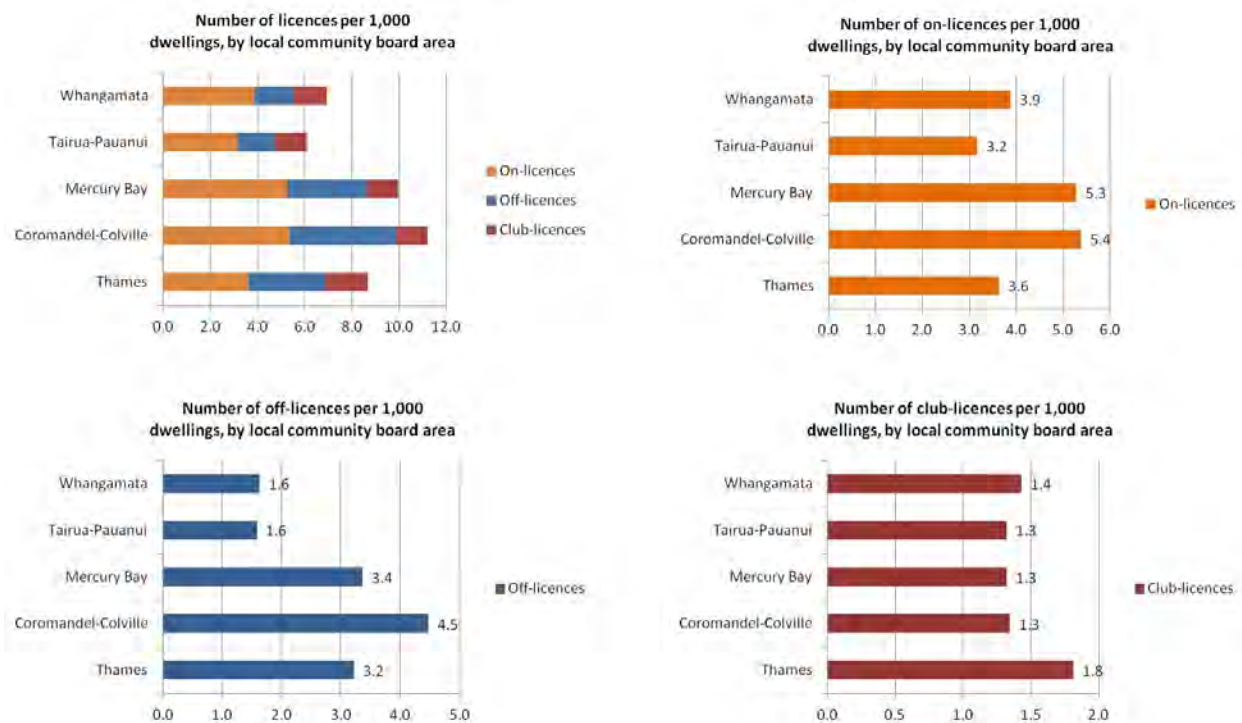 Number of licences per 1,000
dwellings, by local community board area
Whangamata
Tairua-Pauanui
Mercury Bay
Coromandel-Colville
Thames
0.0 2.0 4.0 6.0 8.0 10.0 12.0
On-licences
Off-licences
Club-licences
Number of on-licences per 1,000
dwellings, by local community board area
Whangamata 3.9
Tairua-Pauanui 3.2
Mercury Bay 5.3
Coromandel-Colville 5.4
Thames 3.6
0.0 1.0 2.0 3.0 4.0 5.0 6.0
On-licences
Number of off-licences per 1,000
dwellings, by local community board area
Whangamata 1.6
Tairua-Pauanui 1.6
Mercury Bay 3.4
Coromandel-Colville 4.5
Thames 3.2
0.0 1.0 2.0 3.0 4.0 5.0
Off-licences
Number of club-licences per 1,000
dwellings, by local community board area
Whangamata 1.4
Tairua-Pauanui 1.3
Mercury Bay 1.3
Coromandel-Colville 1.3
Thames 1.8
0.0 0.5 1.0 1.5 2.0
Club-licences